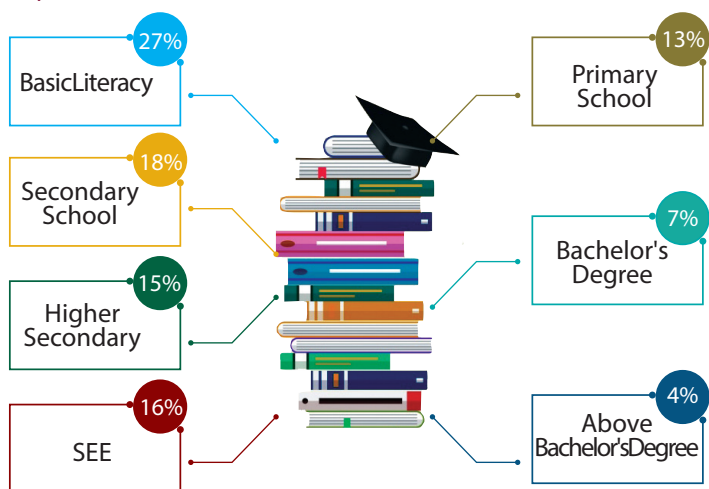 27%
BasicLiteracy
13%
Primary
School
18%
Secondary
School
7%
Bachelor's
Degree
15%
Higher
Secondary
16%
SEE
4%
Above
Bachelor'sDegree